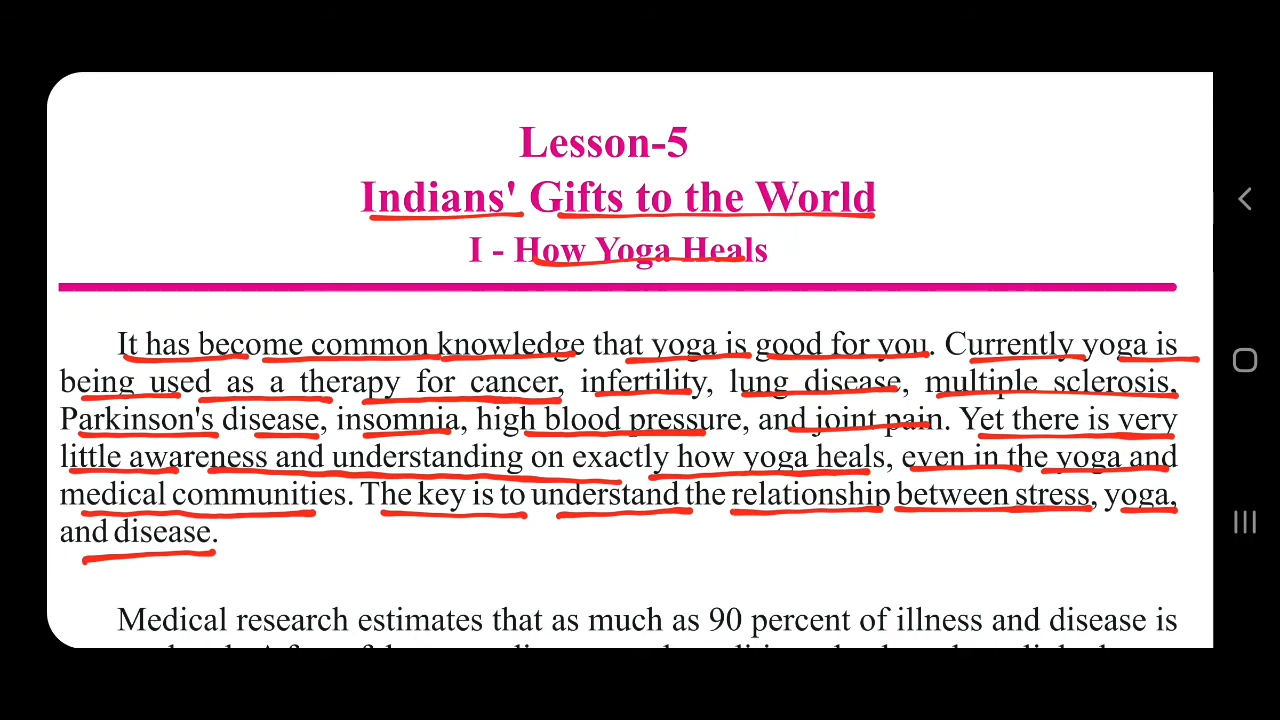 Lesson-5
Indians' Gifts to the World
I - How Yoga Heals
It has become common knowledge that yoga is good for you. Currently yoga is
being used as a therapy for cancer, infertility, lung disease, multiple sclerosis,
Parkinson's disease, insomnia, high blood pressure, and joint pain. Yet there is very
little awareness and understanding on exactly how yoga heals, even in the yoga and
medical communities. The key is to understand the relationship between stress, yoga,
and disease.
Medical research estimates that as much as 90 percent of illness and disease is